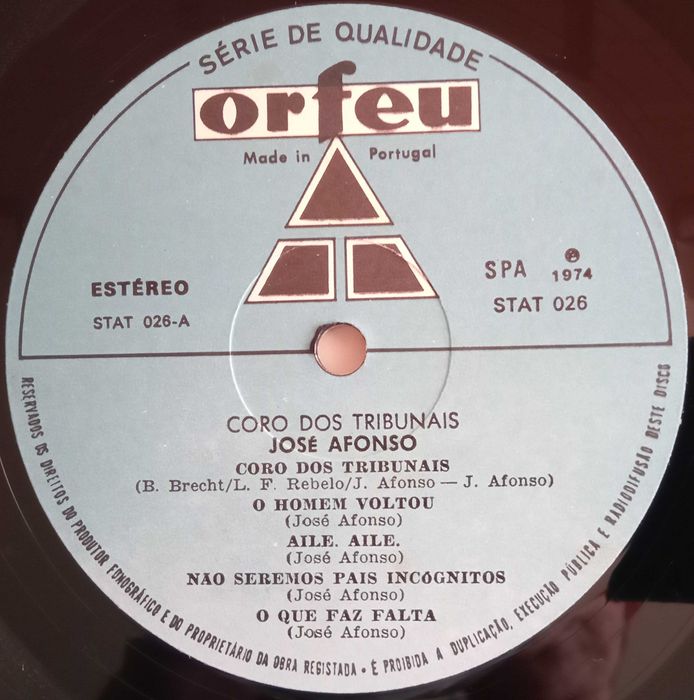 SÉRIE DE QUALIDADE
orfeu
Made in Portugal
ESTÉREO
STAT 026-A
SPA ℗ 1974
STAT 026
CORO DOS TRIBUNAIS
JOSÉ AFONSO
CORO DOS TRIBUNAIS
(B. Brecht/L. F. Rebelo/J. Afonso — J. Afonso)
O HOMEM VOLTOU
(José Afonso)
AILE. AILE.
(José Afonso)
NÃO SEREMOS PAIS INCÓGNITOS
(José Afonso)
O QUE FAZ FALTA
(José Afonso)
RESERVADOS OS DIREITOS DO PRODUTOR FONOGRÁFICO E DO PROPRIETÁRIO DA OBRA REGISTADA • É PROIBIDA A DUPLICAÇÃO, EXECUÇÃO PÚBLICA E RADIODIFUSÃO DESTE DISCO